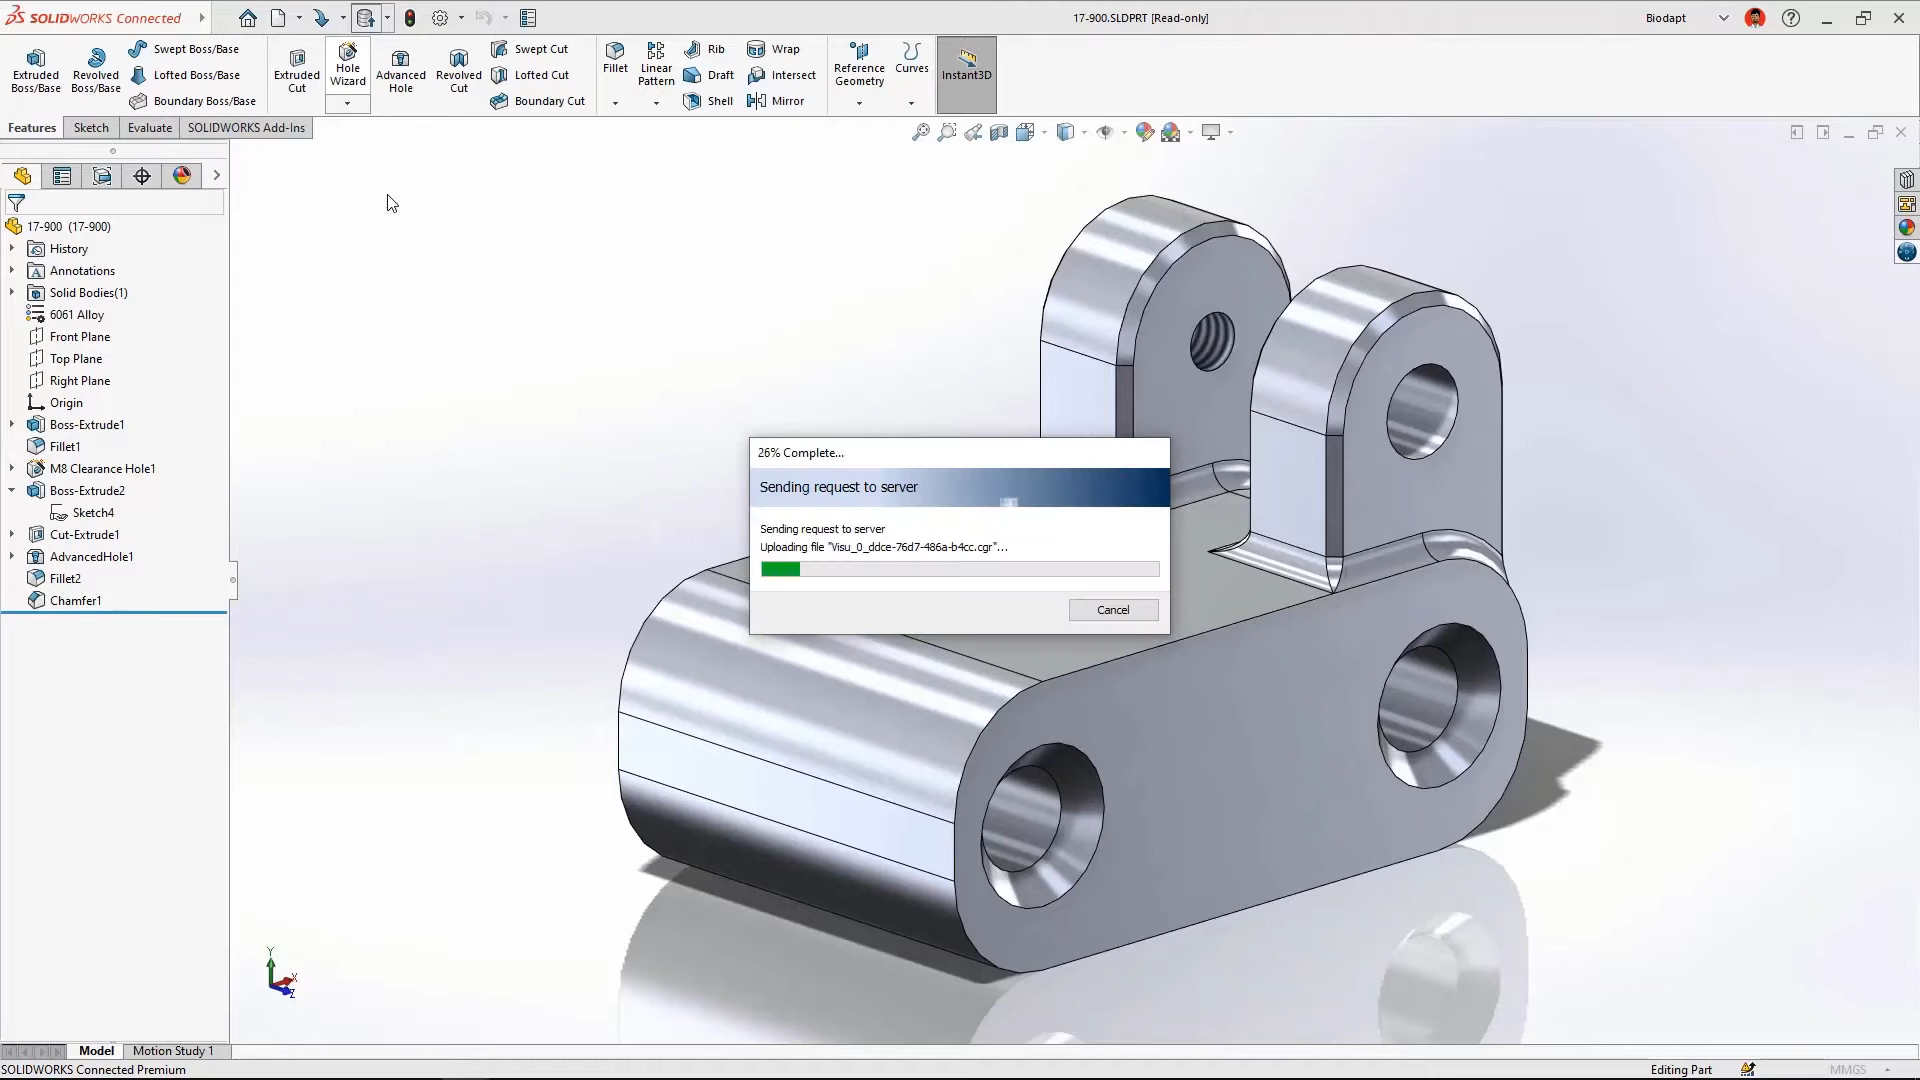 SOLIDWORKS Connected
17-900.SLDPRT [Read-only]
Biodapt
Extruded Boss/Base
Revolved Boss/Base
Swept Boss/Base
Lofted Boss/Base
Boundary Boss/Base
Extruded Cut
Hole Wizard
Advanced Hole
Revolved Cut
Swept Cut
Lofted Cut
Boundary Cut
Fillet
Linear Pattern
Rib
Draft
Shell
Wrap
Intersect
Mirror
Reference Geometry
Curves
Instant3D
Features
Sketch
Evaluate
SOLIDWORKS Add-Ins
17-900 (17-900)
History
Annotations
Solid Bodies(1)
6061 Alloy
Front Plane
Top Plane
Right Plane
Origin
Boss-Extrude1
Fillet1
M8 Clearance Hole1
Boss-Extrude2
Sketch4
Cut-Extrude1
AdvancedHole1
Fillet2
Chamfer1
26% Complete...
Sending request to server
Sending request to server
Uploading file "Visu_0_ddce-76d7-486a-b4cc.cgr"...
Cancel
Y
X
Z
Model
Motion Study 1
SOLIDWORKS Connected Premium
Editing Part
MMGS